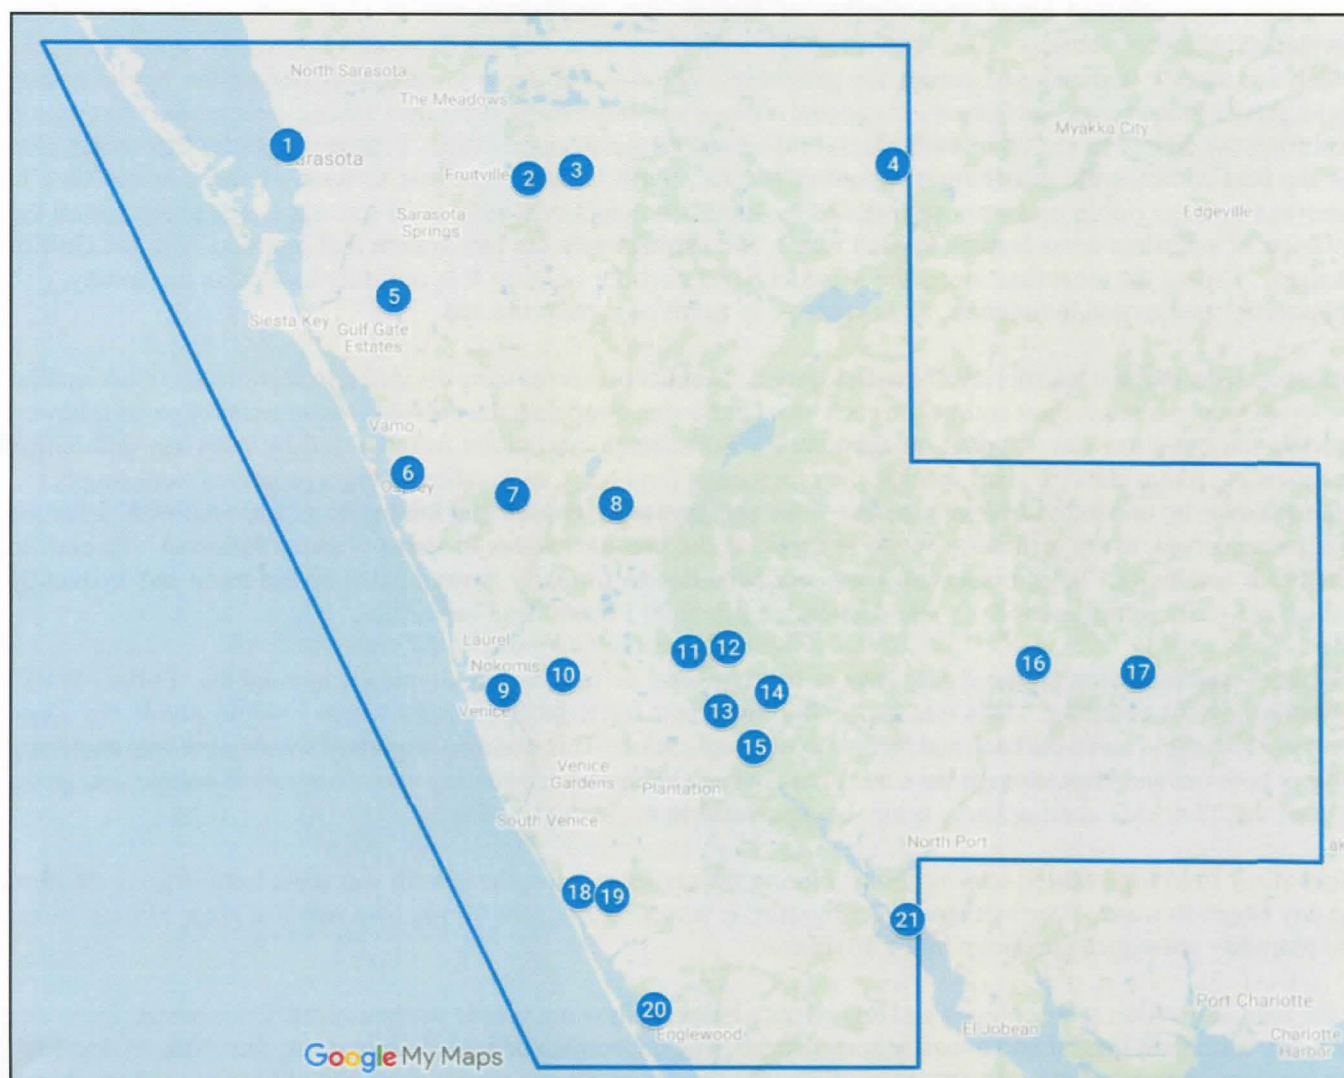 North Sarasota
The Meadows
Myakka City
1
Sarasota
Fruitville
2
3
4
Sarasota
Springs
Edgeville
5
Siesta Key
Gulf Gate
Estates
Vamo
6
7
8
Laurel
Nokomis
9
Venice
10
11
12
13
14
15
16
17
Venice
Gardens
Plantation
South Venice
North Port
18
19
21
20
Englewood
Port Charlotte
El Jobean
Charlotte
Harbor
Google My Maps